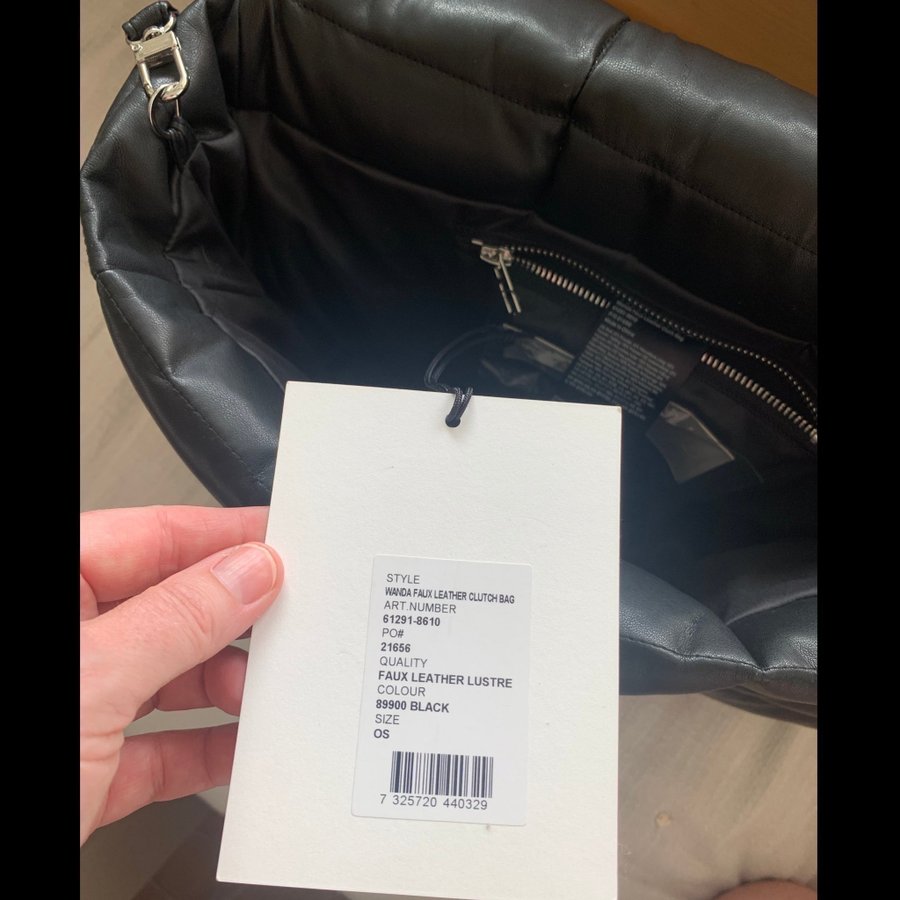 STYLE
WANDA FAUX LEATHER CLUTCH BAG
ART.NUMBER
61291-8610
PO#
21656
QUALITY
FAUX LEATHER LUSTRE
COLOUR
89900 BLACK
SIZE
OS
7 325720 440329